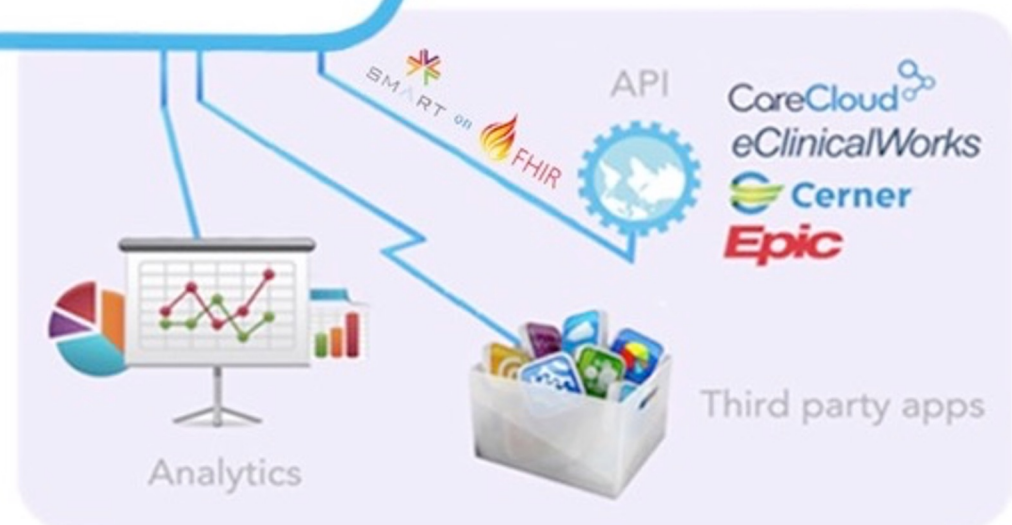 SMART on FHIR
API
CareCloud
eClinicalWorks
Cerner
Epic
Third party apps
Analytics